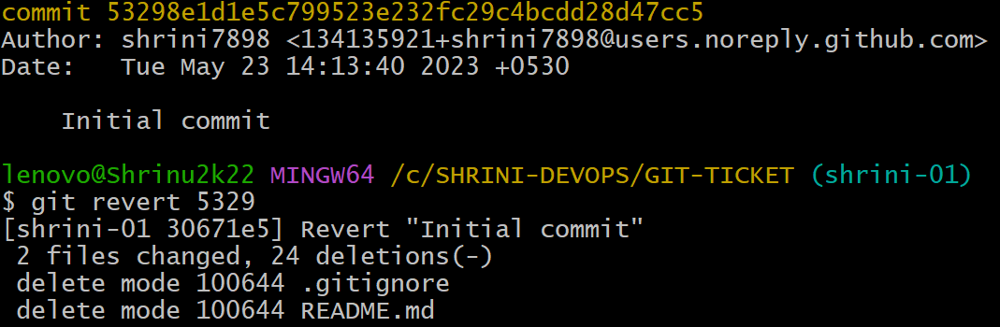 commit 53298e1d1e5c799523e232fc29c4bcdd28d47cc5
Author: shrini7898 <134135921+shrini7898@users.noreply.github.com>
Date:   Tue May 23 14:13:40 2023 +0530
    Initial commit
lenovo@Shrinu2k22 MINGW64 /c/SHRINI-DEVOPS/GIT-TICKET (shrini-01)
$ git revert 5329
[shrini-01 30671e5] Revert "Initial commit"
 2 files changed, 24 deletions(-)
 delete mode 100644 .gitignore
 delete mode 100644 README.md